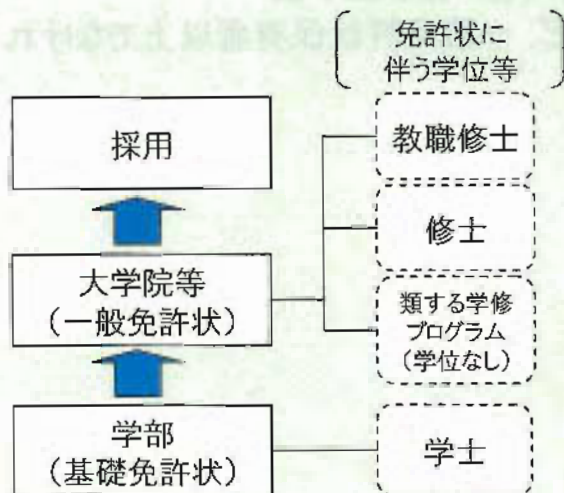 免許状に
伴う学位等
採用
教職修士
修士
大学院等
(一般免許状)
類する学修
プログラム
(学位なし)
学部
(基礎免許状)
学士